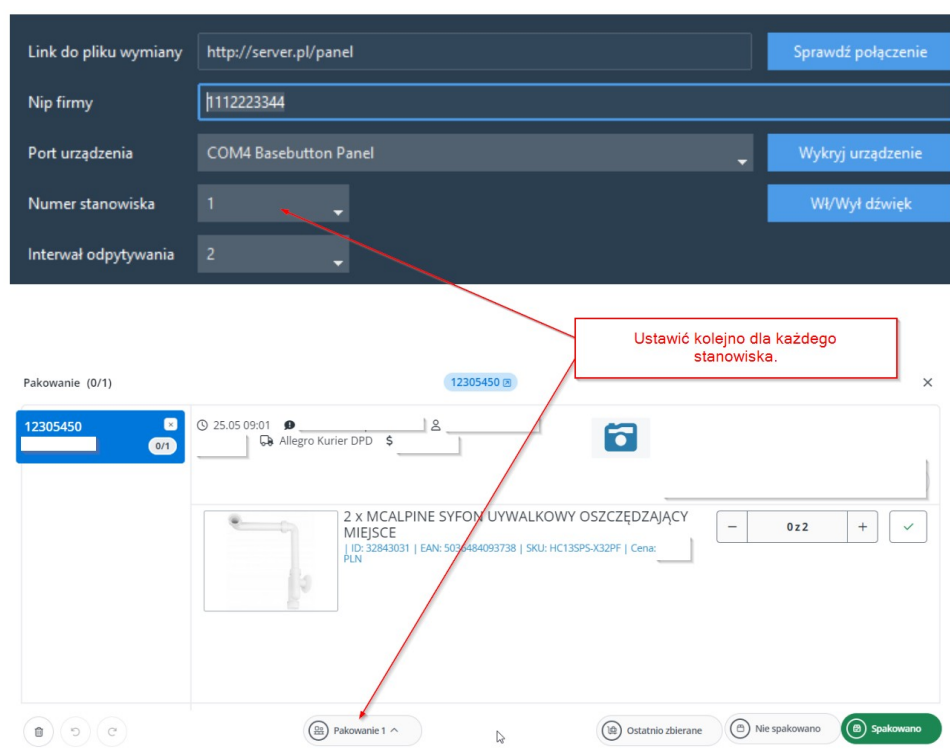 Link do pliku wymiany http://server.pl/panel Sprawdź połączenie
Nip firmy 1112223344
Port urządzenia COM4 Basebutton Panel Wykryj urządzenie
Numer stanowiska 1 Wł/Wył dźwięk
Interwał odpytywania 2
Ustawić kolejno dla każdego
stanowiska.
Pakowanie (0/1) 12305450
12305450
0/1
25.05 09:01
Allegro Kurier DPD $
2 x MCALPINE SYFON UYWALKOWY OSZCZĘDZAJĄCY
MIEJSCE
| ID: 32843031 | EAN: 5036484093738 | SKU: HC13SPS-X32PF | Cena:
PLN
− 0 z 2 +
Pakowanie 1 Ostatnio zbierane Nie spakowano Spakowano